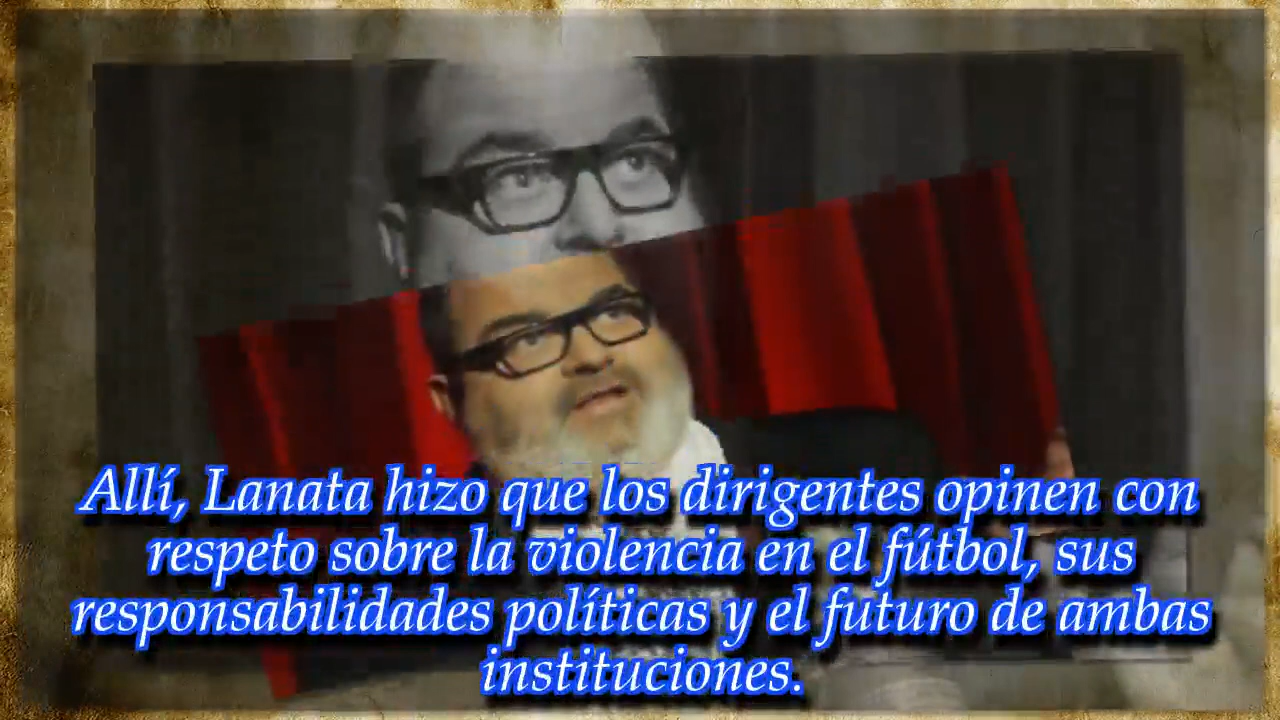 Allí, Lanata hizo que los dirigentes opinen con
respeto sobre la violencia en el fútbol, sus
responsabilidades políticas y el futuro de ambas
instituciones.